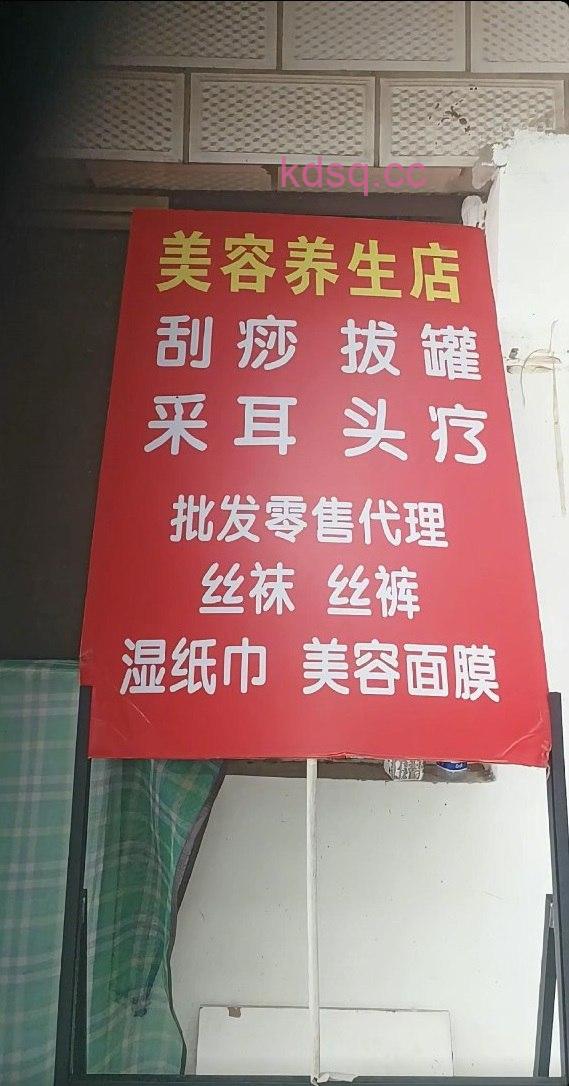 kdsq.cc
美容养生店
刮痧 拔罐
采耳 头疗
批发零售代理
丝袜 丝裤
湿纸巾 美容面膜